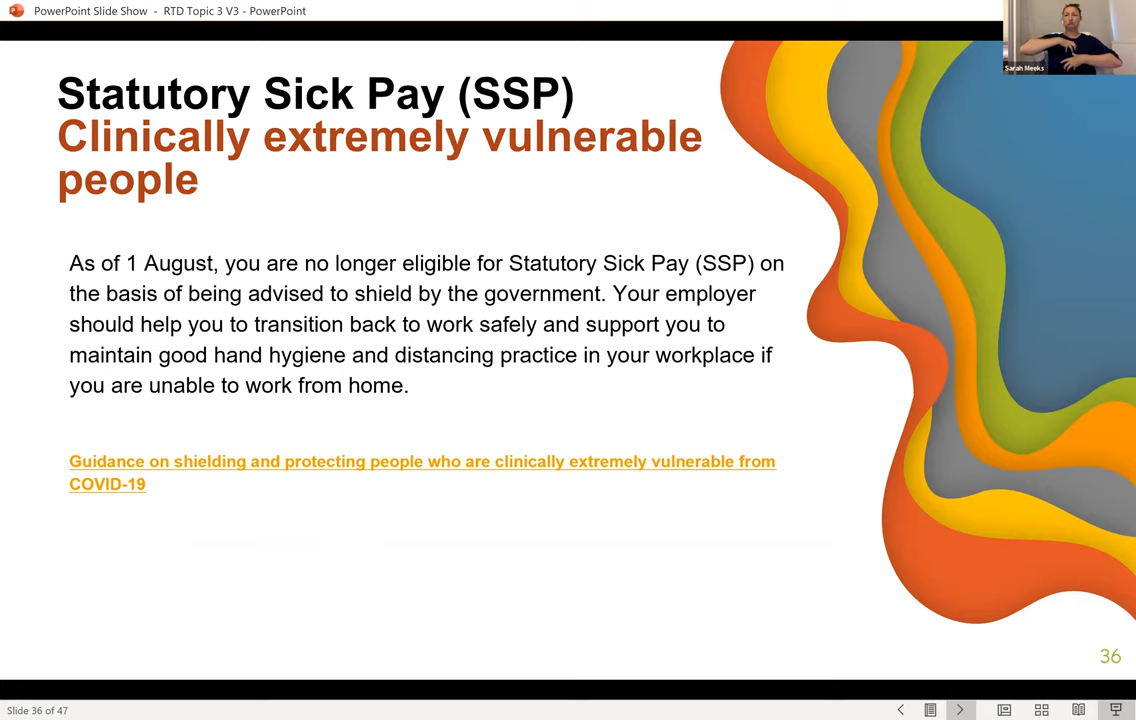 PowerPoint Slide Show - RTD Topic 3 V3 - PowerPoint
Sarah Meeks
Statutory Sick Pay (SSP)
Clinically extremely vulnerable
people
As of 1 August, you are no longer eligible for Statutory Sick Pay (SSP) on
the basis of being advised to shield by the government. Your employer
should help you to transition back to work safely and support you to
maintain good hand hygiene and distancing practice in your workplace if
you are unable to work from home.
Guidance on shielding and protecting people who are clinically extremely vulnerable from
COVID-19
36
Slide 36 of 47